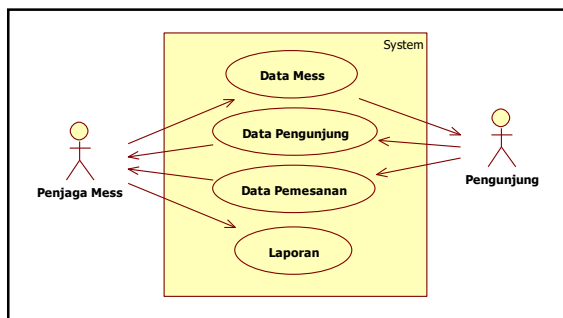 System
Data Mess
Data Pengunjung
Data Pemesanan
Laporan
Penjaga Mess
Pengunjung